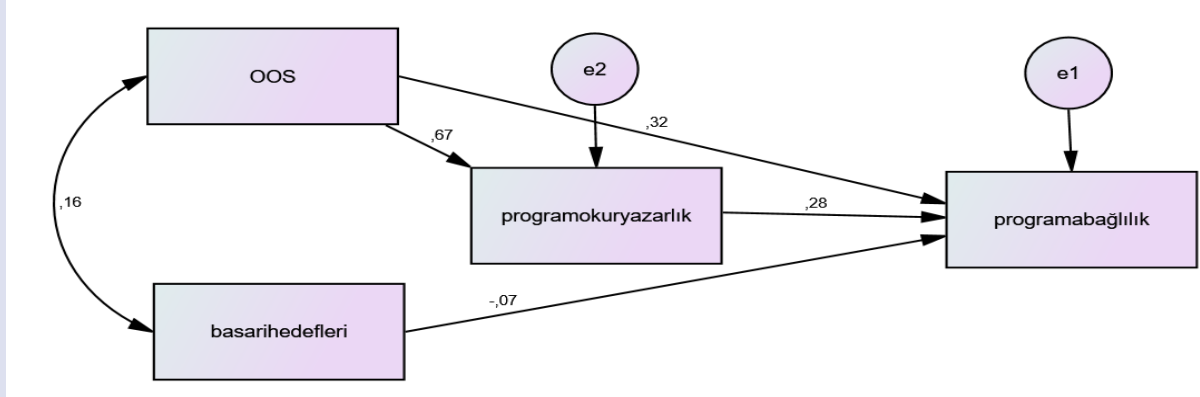 OOS
e2
e1
,32
,67
,16
programokuryazarlık
,28
programabağlılık
-,07
basarihedefleri